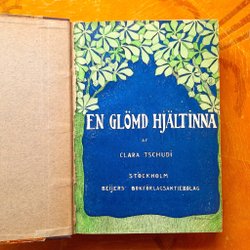 EN GLÖMD HJÄLTINNA
AF
CLARA TSCHUDI
STOCKHOLM
BEIJERS' BOKFÖRLAGSAKTIEBOLAG